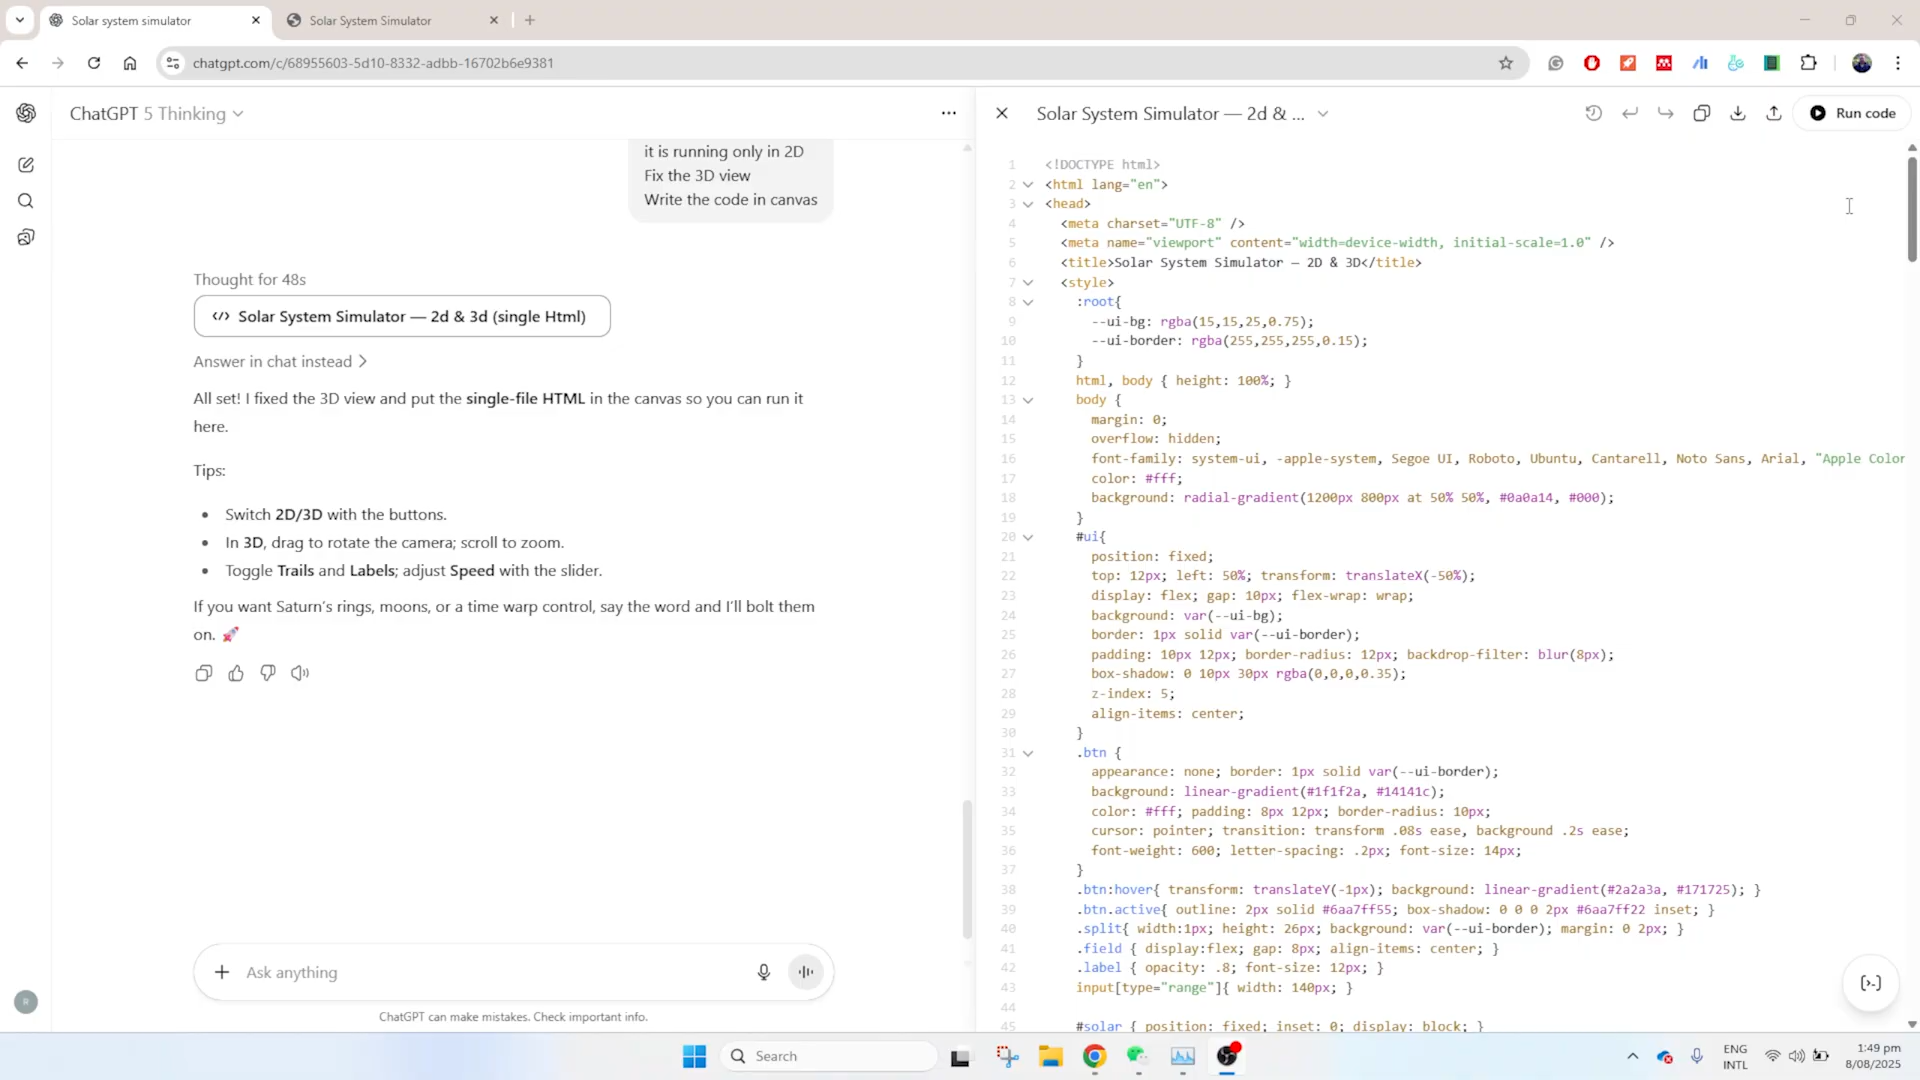 Solar system simulator
Solar System Simulator
chatgpt.com/c/68955603-5d10-8332-adbb-16702b6e9381
ChatGPT 5 Thinking
it is running only in 2D
Fix the 3D view
Write the code in canvas
Thought for 48s
Solar System Simulator — 2d & 3d (single Html)
Answer in chat instead >
All set! I fixed the 3D view and put the single-file HTML in the canvas so you can run it
here.
Tips:
• Switch 2D/3D with the buttons.
• In 3D, drag to rotate the camera; scroll to zoom.
• Toggle Trails and Labels; adjust Speed with the slider.
If you want Saturn's rings, moons, or a time warp control, say the word and I'll bolt them
on. 🚀
Ask anything
ChatGPT can make mistakes. Check important info.
Solar System Simulator — 2d & ...
Run code
1 <!DOCTYPE html>
2 <html lang="en">
3 <head>
4 <meta charset="UTF-8" />
5 <meta name="viewport" content="width=device-width, initial-scale=1.0" />
6 <title>Solar System Simulator — 2D & 3D</title>
7 <style>
8 :root{
9 --ui-bg: rgba(15,15,25,0.75);
10 --ui-border: rgba(255,255,255,0.15);
11 }
12 html, body { height: 100%; }
13 body {
14 margin: 0;
15 overflow: hidden;
16 font-family: system-ui, -apple-system, Segoe UI, Roboto, Ubuntu, Cantarell, Noto Sans, Arial, "Apple Color
17 color: #fff;
18 background: radial-gradient(1200px 800px at 50% 50%, #0a0a14, #000);
19 }
20 #ui{
21 position: fixed;
22 top: 12px; left: 50%; transform: translateX(-50%);
23 display: flex; gap: 10px; flex-wrap: wrap;
24 background: var(--ui-bg);
25 border: 1px solid var(--ui-border);
26 padding: 10px 12px; border-radius: 12px; backdrop-filter: blur(8px);
27 box-shadow: 0 10px 30px rgba(0,0,0,0.35);
28 z-index: 5;
29 align-items: center;
30 }
31 .btn {
32 appearance: none; border: 1px solid var(--ui-border);
33 background: linear-gradient(#1f1f2a, #14141c);
34 color: #fff; padding: 8px 12px; border-radius: 10px;
35 cursor: pointer; transition: transform .08s ease, background .2s ease;
36 font-weight: 600; letter-spacing: .2px; font-size: 14px;
37 }
38 .btn:hover{ transform: translateY(-1px); background: linear-gradient(#2a2a3a, #171725); }
39 .btn.active{ outline: 2px solid #6aa7ff55; box-shadow: 0 0 0 2px #6aa7ff22 inset; }
40 .split{ width:1px; height: 26px; background: var(--ui-border); margin: 0 2px; }
41 .field { display:flex; gap: 8px; align-items: center; }
42 .label { opacity: .8; font-size: 12px; }
43 input[type="range"]{ width: 140px; }
44
45 #solar { position: fixed; inset: 0; display: block; }
Search
ENG
INTL
1:49 pm
8/08/2025